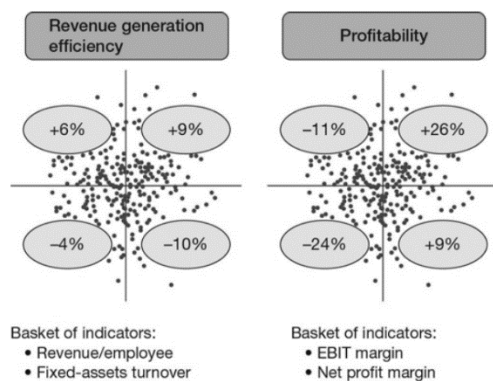 Revenue generation
efficiency
Profitability
+6%
+9%
–11%
+26%
–4%
–10%
–24%
+9%
Basket of indicators:
• Revenue/employee
• Fixed-assets turnover
Basket of indicators:
• EBIT margin
• Net profit margin